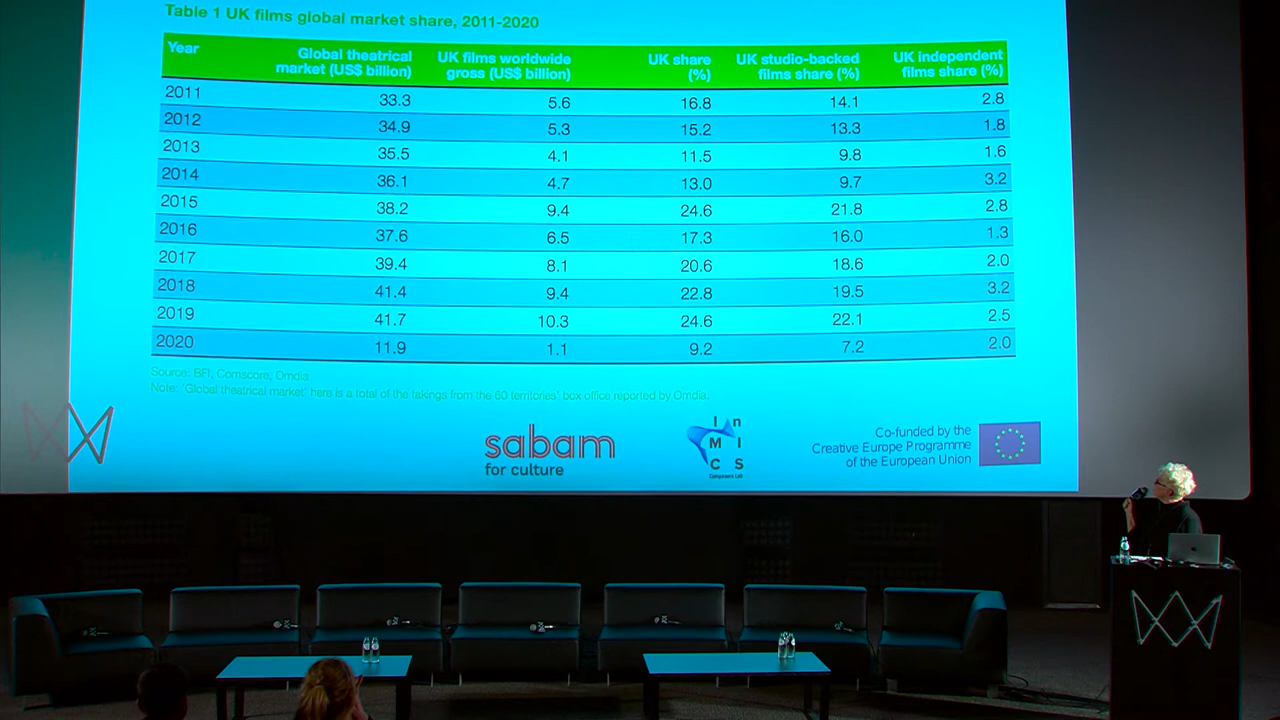 Table 1 UK films global market share, 2011-2020
Year Global theatrical market (US$ billion) UK films worldwide gross (US$ billion) UK share (%) UK studio-backed films share (%) UK independent films share (%)
2011 33.3 5.6 16.8 14.1 2.8
2012 34.9 5.3 15.2 13.3 1.8
2013 35.5 4.1 11.5 9.8 1.6
2014 36.1 4.7 13.0 9.7 3.2
2015 38.2 9.4 24.6 21.8 2.8
2016 37.6 6.5 17.3 16.0 1.3
2017 39.4 8.1 20.6 18.6 2.0
2018 41.4 9.4 22.8 19.5 3.2
2019 41.7 10.3 24.6 22.1 2.5
2020 11.9 1.1 9.2 7.2 2.0
Source: BFI, Comscore, Omdia
Note: 'Global theatrical market' here is a total of the takings from the 60 territories' box office reported by Omdia.
sabam
for culture
I n
M I
C S
Composers Lab
Co-funded by the
Creative Europe Programme
of the European Union